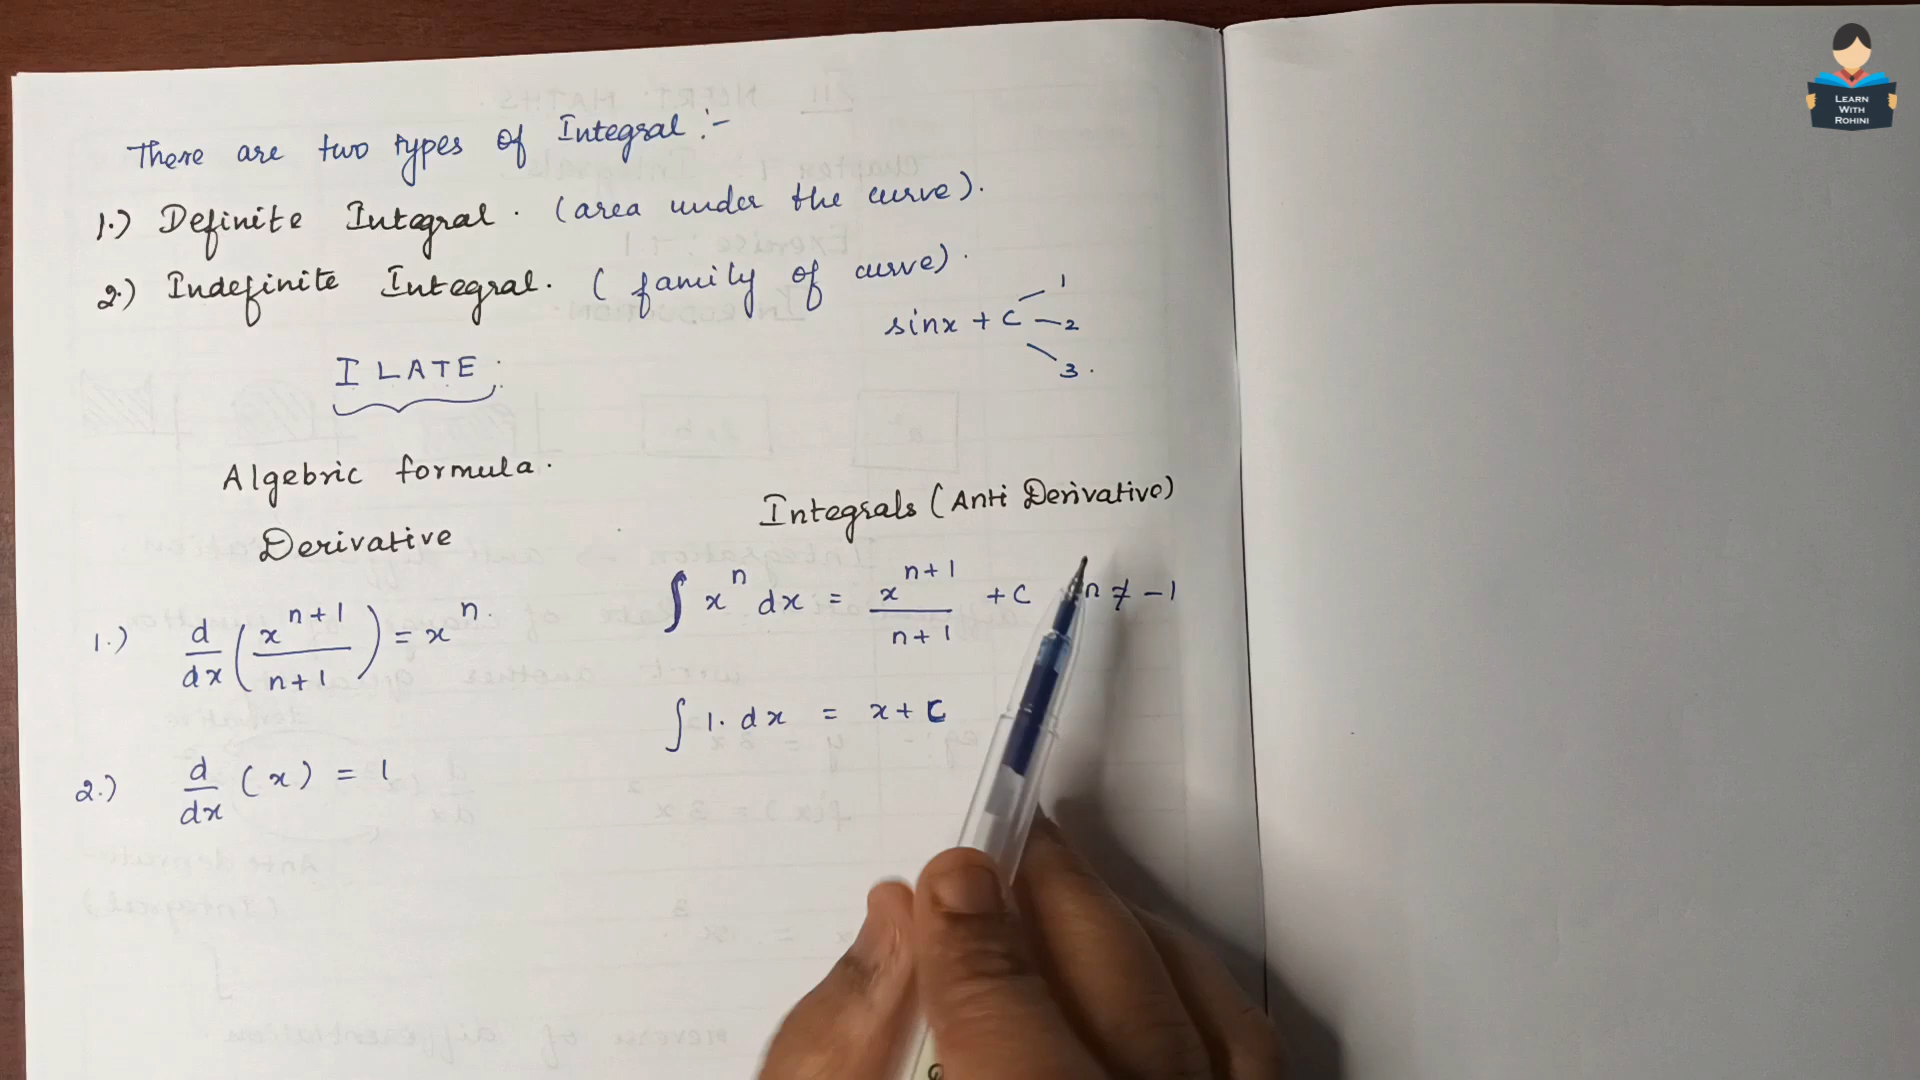 There are two types of Integral :-
1.) Definite Integral. (area under the curve).
2.) Indefinite Integral. (family of curve).
sinx + C
1
2
3.
I LATE.
Algebric formula.
Derivative
Integrals (Anti Derivative)
1.) d/dx (x^(n+1)/(n+1)) = x^n.
∫ x^n dx = x^(n+1)/(n+1) + C n ≠ -1
2.) d/dx (x) = 1
∫ 1. dx = x + C
LEARN
WITH
ROHINI